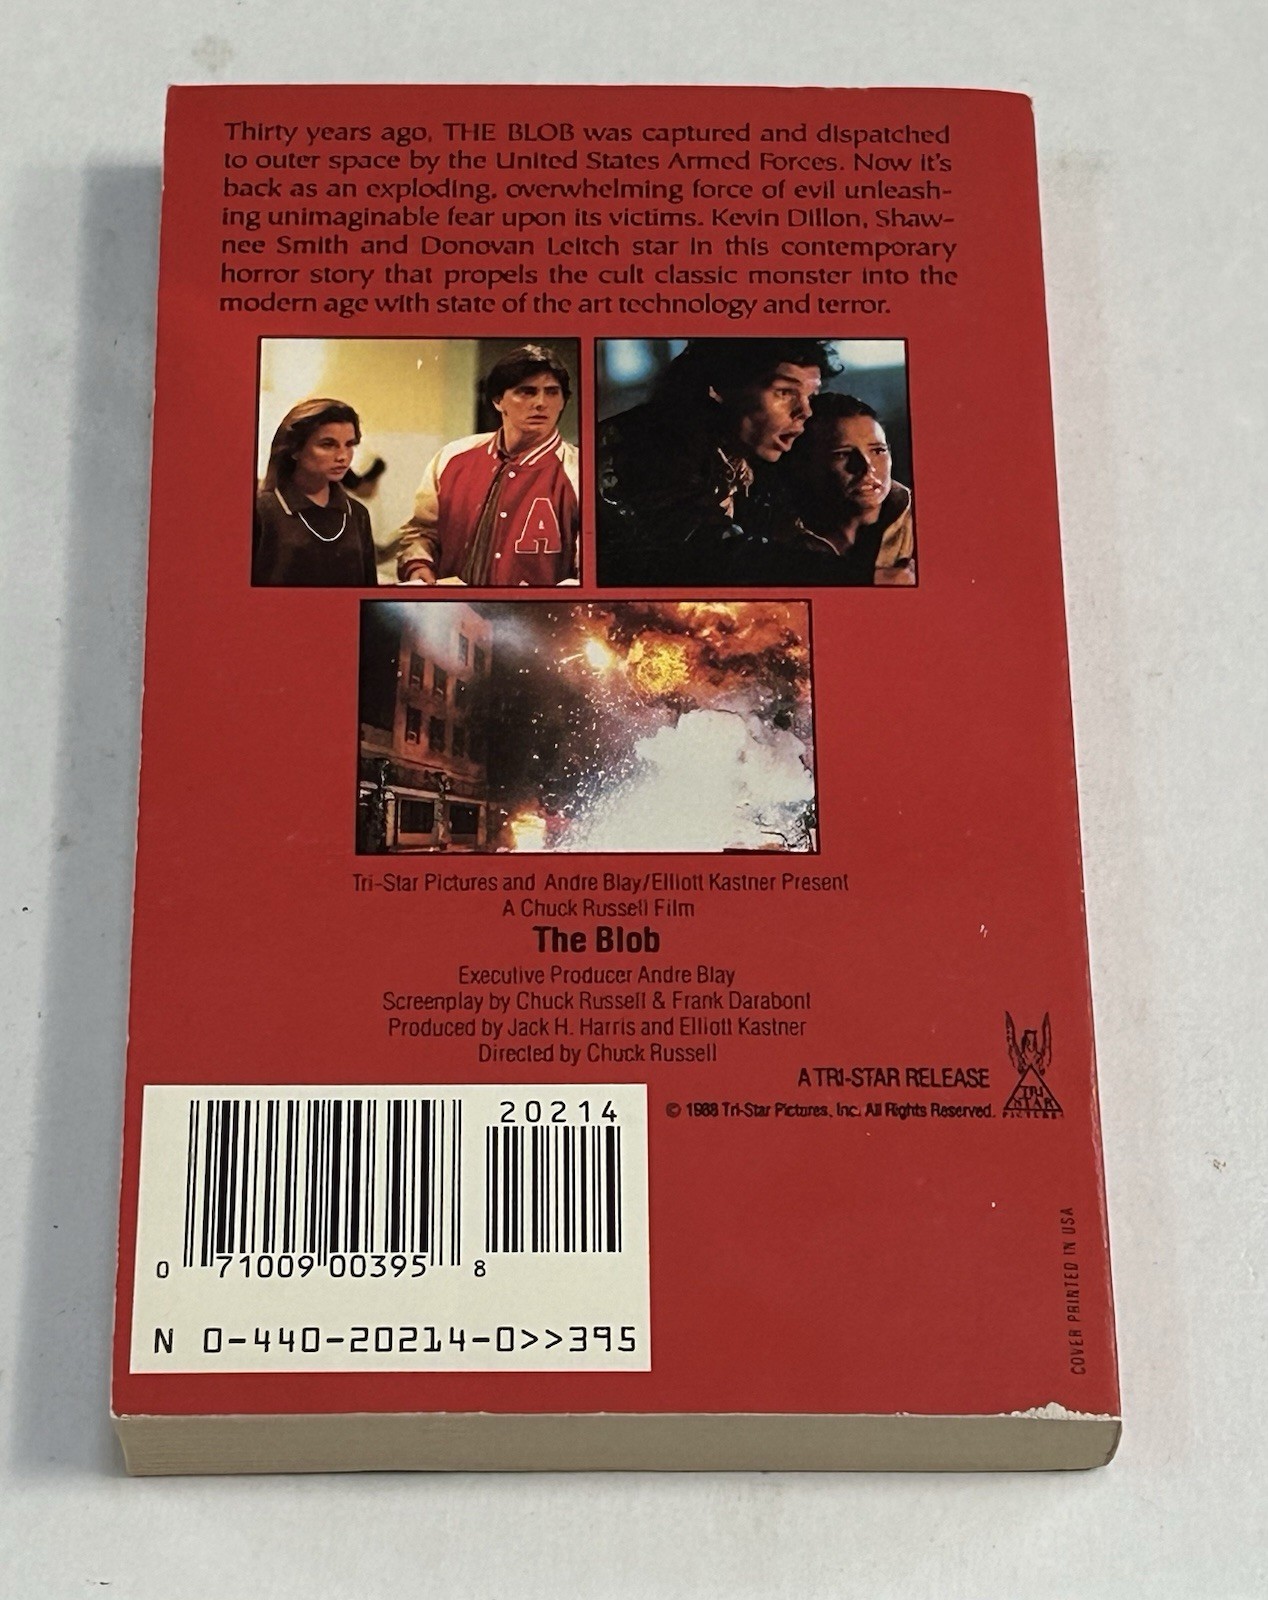 Thirty years ago, THE BLOB was captured and dispatched
to outer space by the United States Armed Forces. Now it's
back as an exploding, overwhelming force of evil unleash-
ing unimaginable fear upon its victims. Kevin Dillon, Shaw-
nee Smith and Donovan Leitch star in this contemporary
horror story that propels the cult classic monster into the
modern age with state of the art technology and terror.
A
Tri-Star Pictures and Andre Blay/Elliott Kastner Present
A Chuck Russell Film
The Blob
Executive Producer Andre Blay
Screenplay by Chuck Russell & Frank Darabont
Produced by Jack H. Harris and Elliott Kastner
Directed by Chuck Russell
A TRI-STAR RELEASE
© 1988 Tri-Star Pictures, Inc. All Rights Reserved.
TRI
STAR
PICTURES
20214
0 71009 00395 8
N 0-440-20214-0>>395
COVER PRINTED IN USA